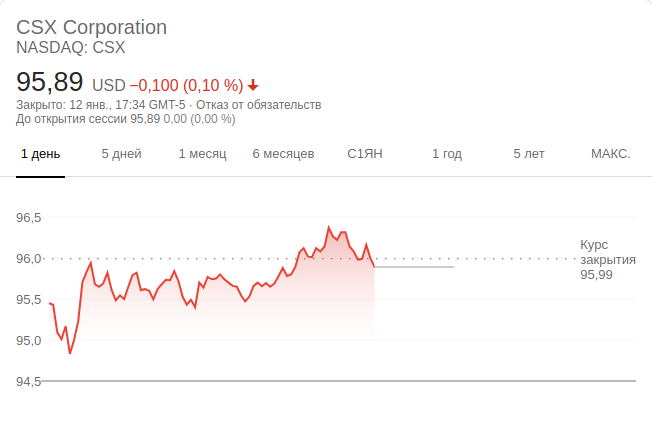 CSX Corporation
NASDAQ: CSX
95,89 USD −0,100 (0,10 %)
Закрыто: 12 янв., 17:34 GMT-5 · Отказ от обязательств
До открытия сессии 95,89 0,00 (0,00 %)
1 день 5 дней 1 месяц 6 месяцев С1ЯН 1 год 5 лет МАКС.
96,5
96,0
95,5
95,0
94,5
Курс
закрытия
95,99